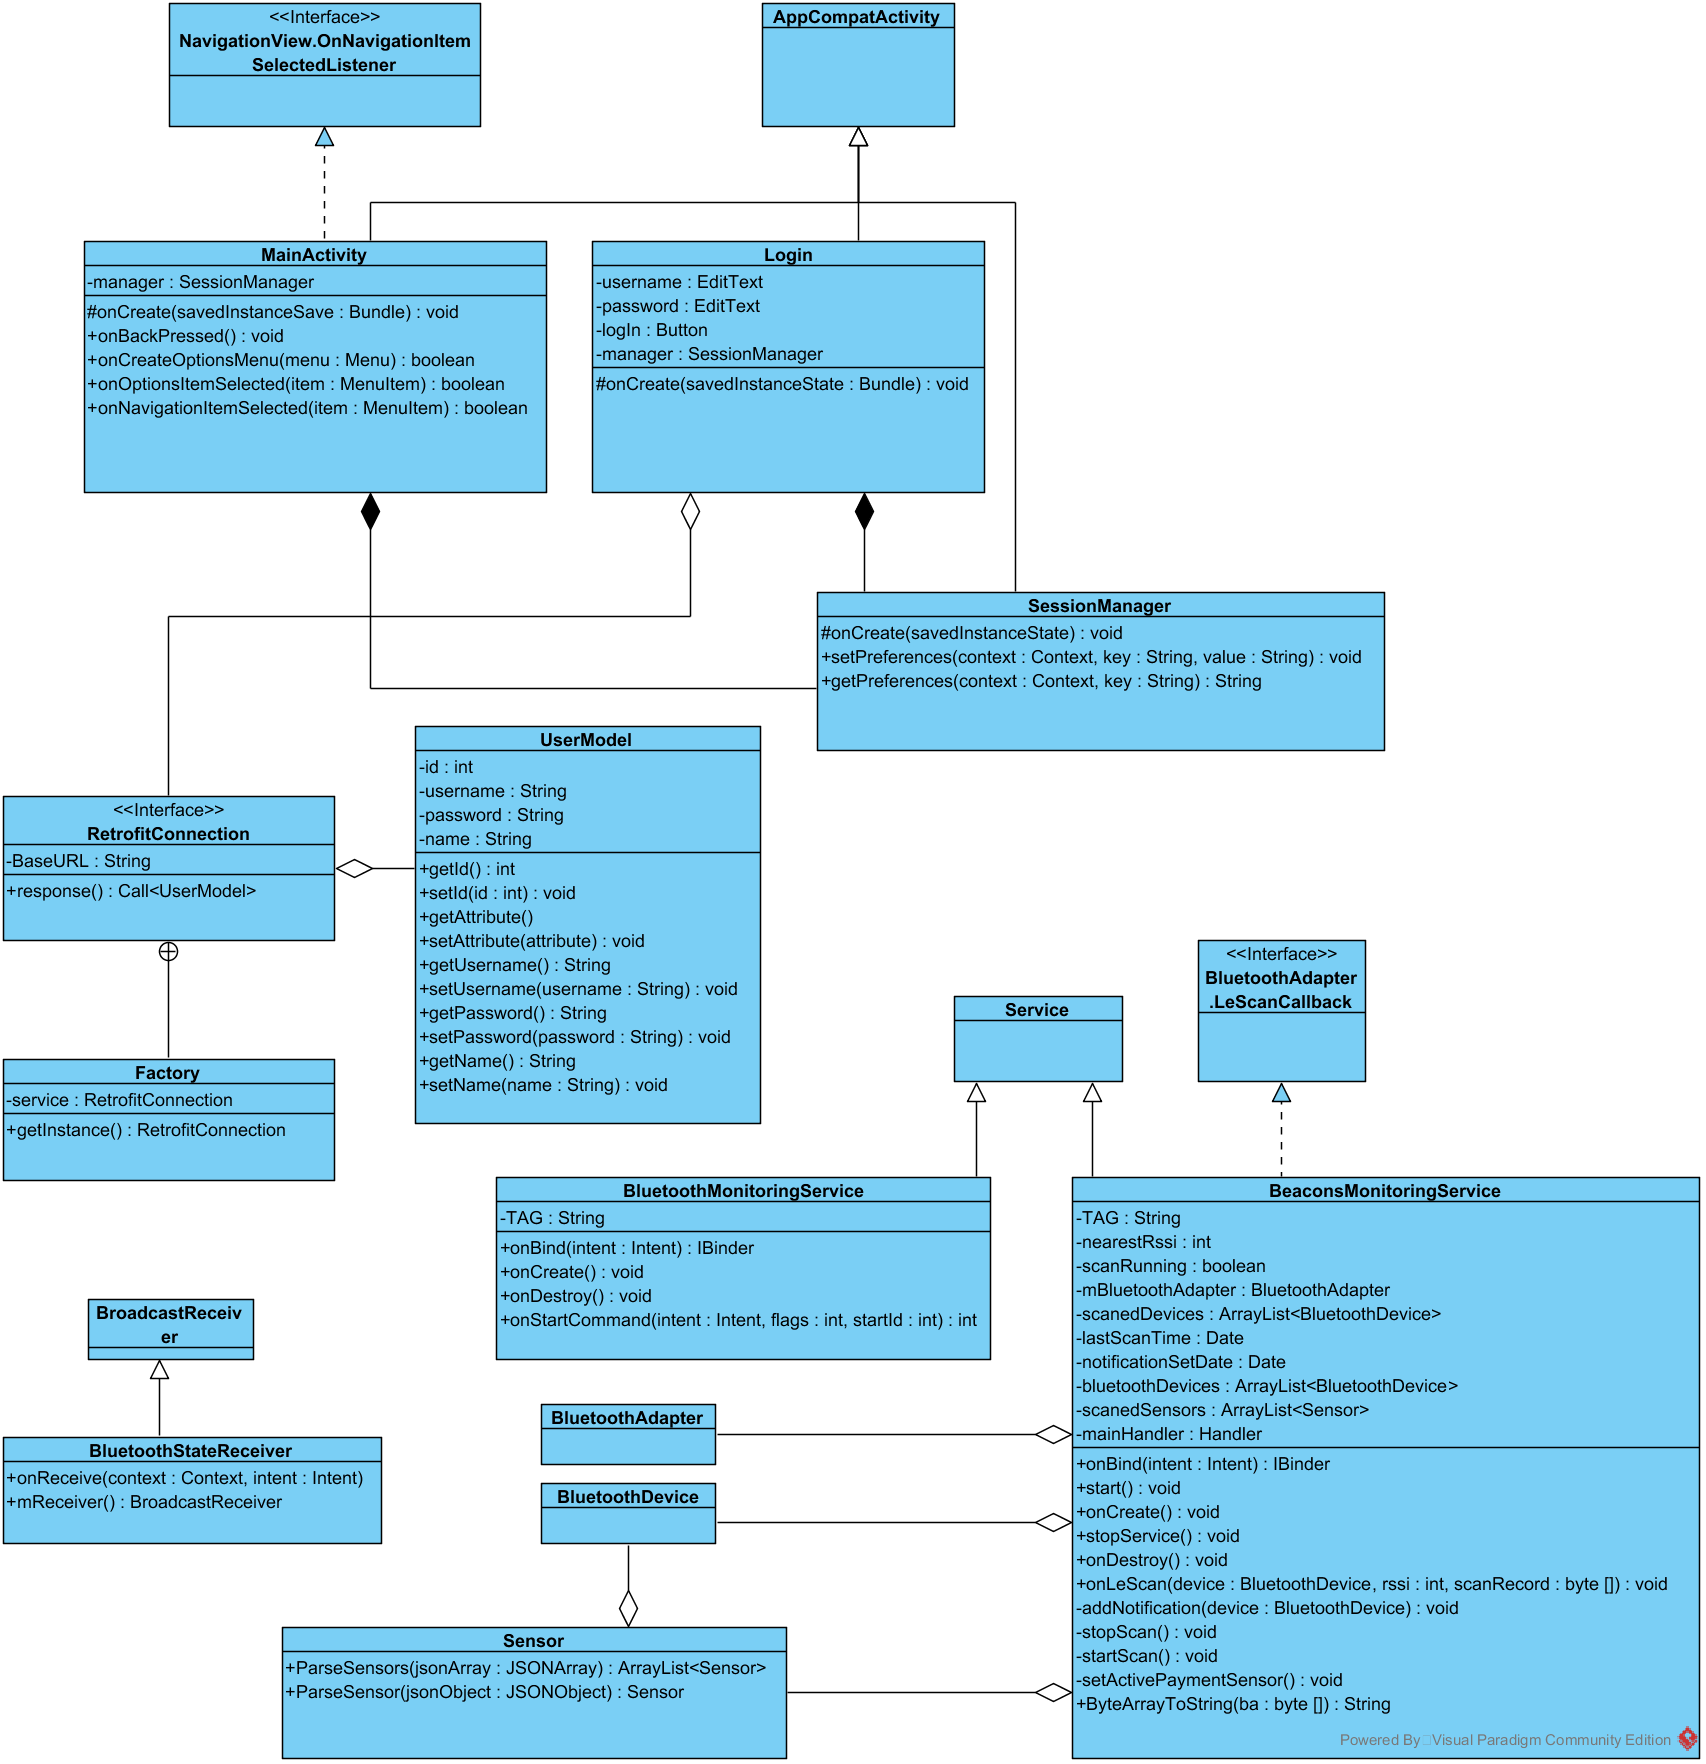 <<Interface>>
NavigationView.OnNavigationItem
SelectedListener
AppCompatActivity
MainActivity
-manager : SessionManager
#onCreate(savedInstanceSave : Bundle) : void
+onBackPressed() : void
+onCreateOptionsMenu(menu : Menu) : boolean
+onOptionsItemSelected(item : MenuItem) : boolean
+onNavigationItemSelected(item : MenuItem) : boolean
Login
-username : EditText
-password : EditText
-logIn : Button
-manager : SessionManager
#onCreate(savedInstanceState : Bundle) : void
SessionManager
#onCreate(savedInstanceState) : void
+setPreferences(context : Context, key : String, value : String) : void
+getPreferences(context : Context, key : String) : String
UserModel
-id : int
-username : String
-password : String
-name : String
+getId() : int
+setId(id : int) : void
+getAttribute()
+setAttribute(attribute) : void
+getUsername() : String
+setUsername(username : String) : void
+getPassword() : String
+setPassword(password : String) : void
+getName() : String
+setName(name : String) : void
<<Interface>>
RetrofitConnection
-BaseURL : String
+response() : Call<UserModel>
Factory
-service : RetrofitConnection
+getInstance() : RetrofitConnection
Service
<<Interface>>
BluetoothAdapter
.LeScanCallback
BluetoothMonitoringService
-TAG : String
+onBind(intent : Intent) : IBinder
+onCreate() : void
+onDestroy() : void
+onStartCommand(intent : Intent, flags : int, startId : int) : int
BeaconsMonitoringService
-TAG : String
-nearestRssi : int
-scanRunning : boolean
-mBluetoothAdapter : BluetoothAdapter
-scanedDevices : ArrayList<BluetoothDevice>
-lastScanTime : Date
-notificationSetDate : Date
-bluetoothDevices : ArrayList<BluetoothDevice>
-scanedSensors : ArrayList<Sensor>
-mainHandler : Handler
+onBind(intent : Intent) : IBinder
+start() : void
+onCreate() : void
+stopService() : void
+onDestroy() : void
+onLeScan(device : BluetoothDevice, rssi : int, scanRecord : byte []) : void
-addNotification(device : BluetoothDevice) : void
-stopScan() : void
-startScan() : void
-setActivePaymentSensor() : void
+ByteArrayToString(ba : byte []) : String
BroadcastReceiv
er
BluetoothStateReceiver
+onReceive(context : Context, intent : Intent)
+mReceiver() : BroadcastReceiver
BluetoothAdapter
BluetoothDevice
Sensor
+ParseSensors(jsonArray : JSONArray) : ArrayList<Sensor>
+ParseSensor(jsonObject : JSONObject) : Sensor
Powered By Visual Paradigm Community Edition